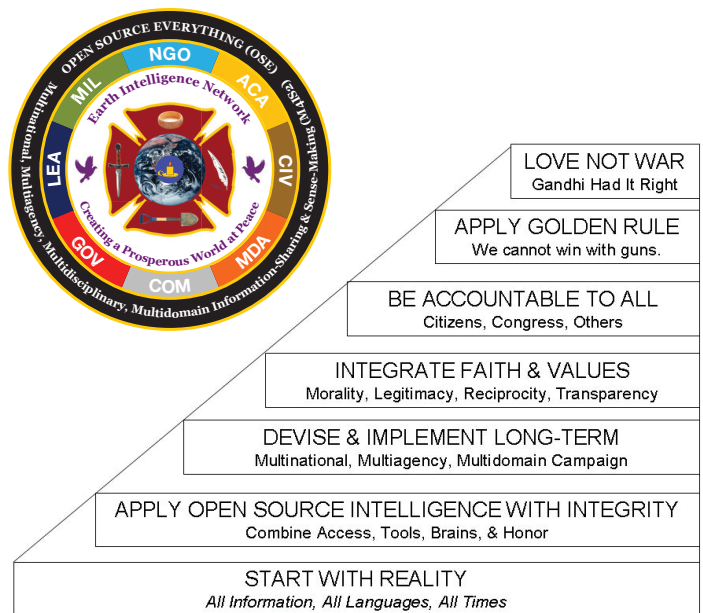 OPEN SOURCE EVERYTHING (OSE)
Multinational, Multiagency, Multidisciplinary, Multidomain Information-Sharing & Sense-Making (M4IS2)
NGO
ACA
CIV
MDA
COM
GOV
LEA
MIL
Earth Intelligence Network
Creating a Prosperous World at Peace
LOVE NOT WAR
Gandhi Had It Right
APPLY GOLDEN RULE
We cannot win with guns.
BE ACCOUNTABLE TO ALL
Citizens, Congress, Others
INTEGRATE FAITH & VALUES
Morality, Legitimacy, Reciprocity, Transparency
DEVISE & IMPLEMENT LONG-TERM
Multinational, Multiagency, Multidomain Campaign
APPLY OPEN SOURCE INTELLIGENCE WITH INTEGRITY
Combine Access, Tools, Brains, & Honor
START WITH REALITY
All Information, All Languages, All Times